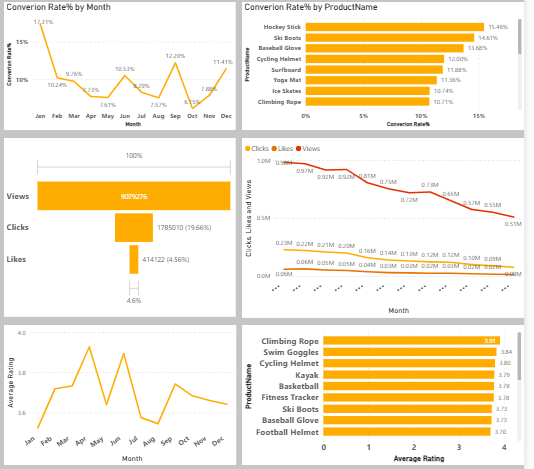 Converion Rate% by Month
17.31%
15%
10%
10.24%
9.76%
7.73%
7.61%
10.53%
8.29%
7.57%
12.20%
6.15%
7.88%
11.41%
Converion Rate%
Jan Feb Mar Apr May Jun Jul Aug Sep Oct Nov Dec
Month
Converion Rate% by ProductName
ProductName
Hockey Stick 15.46%
Ski Boots 14.61%
Baseball Glove 13.68%
Cycling Helmet 12.00%
Surfboard 11.88%
Yoga Mat 11.36%
Ice Skates 10.74%
Climbing Rope 10.71%
0% 5% 10% 15%
Converion Rate%
100%
Views 9079276
Clicks 1785010 (19.66%)
Likes 414122 (4.56%)
4.6%
Clicks Likes Views
Clicks, Likes and Views
1.0M
0.5M
0.0M
0.98M 0.97M 0.92M 0.92M 0.81M 0.75M 0.72M 0.73M 0.65M 0.57M 0.55M 0.51M
0.23M 0.22M 0.21M 0.20M 0.16M 0.14M 0.13M 0.12M 0.12M 0.10M 0.09M
0.06M 0.06M 0.05M 0.05M 0.04M 0.03M 0.03M 0.02M 0.02M 0.02M 0.02M
Month
Average Rating
4.0
3.8
3.6
Jan Feb Mar Apr May Jun Jul Aug Sep Oct Nov Dec
Month
ProductName
Climbing Rope 3.91
Swim Goggles 3.84
Cycling Helmet 3.80
Kayak 3.79
Basketball 3.78
Fitness Tracker 3.78
Ski Boots 3.73
Baseball Glove 3.73
Football Helmet 3.70
0 1 2 3 4
Average Rating